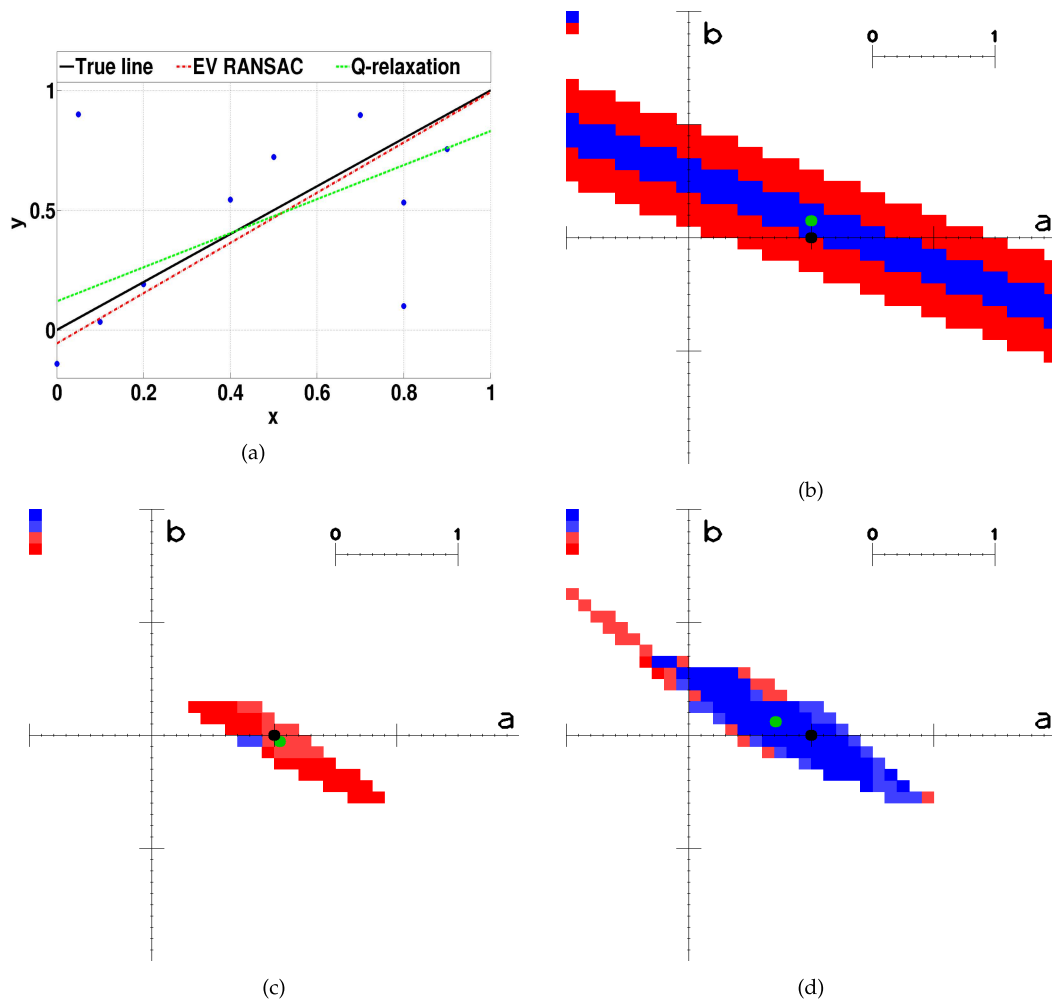 True line EV RANSAC Q-relaxation
1
0.5
0
y
0 0.2 0.4 0.6 0.8 1
x
(a)
b
0 1
a
(b)
b
0 1
a
(c)
b
0 1
a
(d)